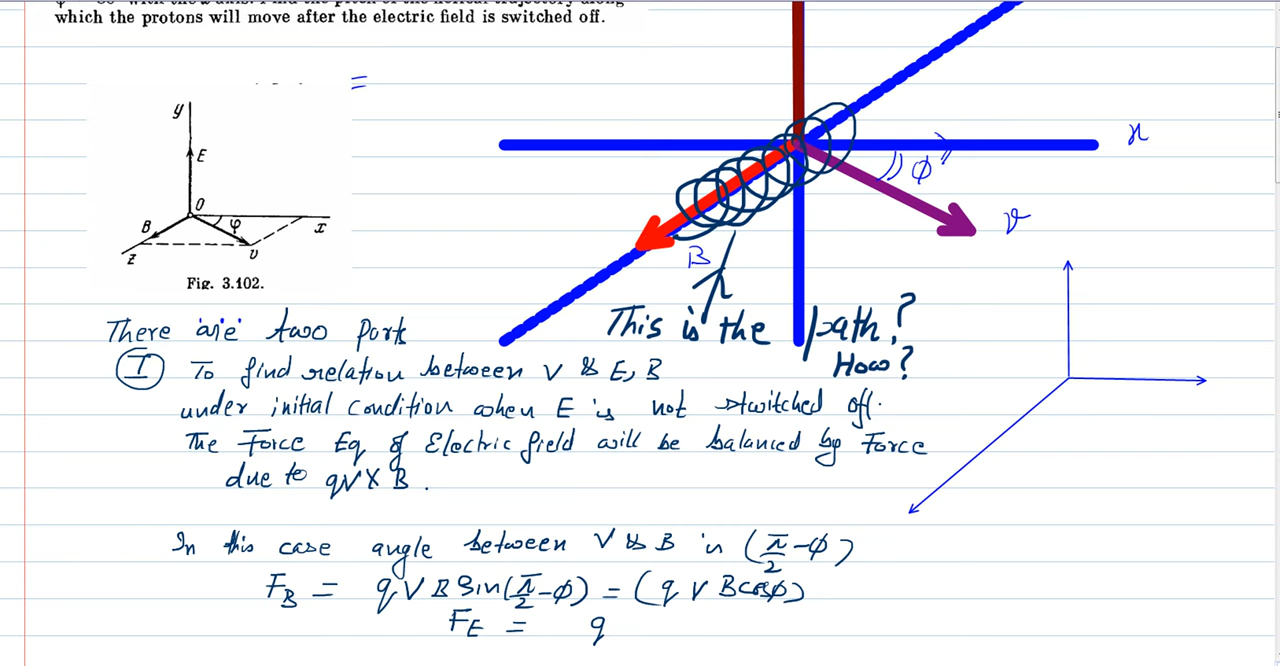 which the protons will move after the electric field is switched off.
=
y
E
O
B
φ
x
z
v
Fig. 3.102.
x
φ
v
B
This is the path?
How?
There are two Part
I To find relation between V & E, B
under initial condition when E is not switched off.
The Force Eq of Electric field will be balanced by Force
due to qV X B.
In this case angle between V & B is (π/2-φ)
F_B = qVB Sin(π/2-φ) = (qVBcosφ)
F_E = q